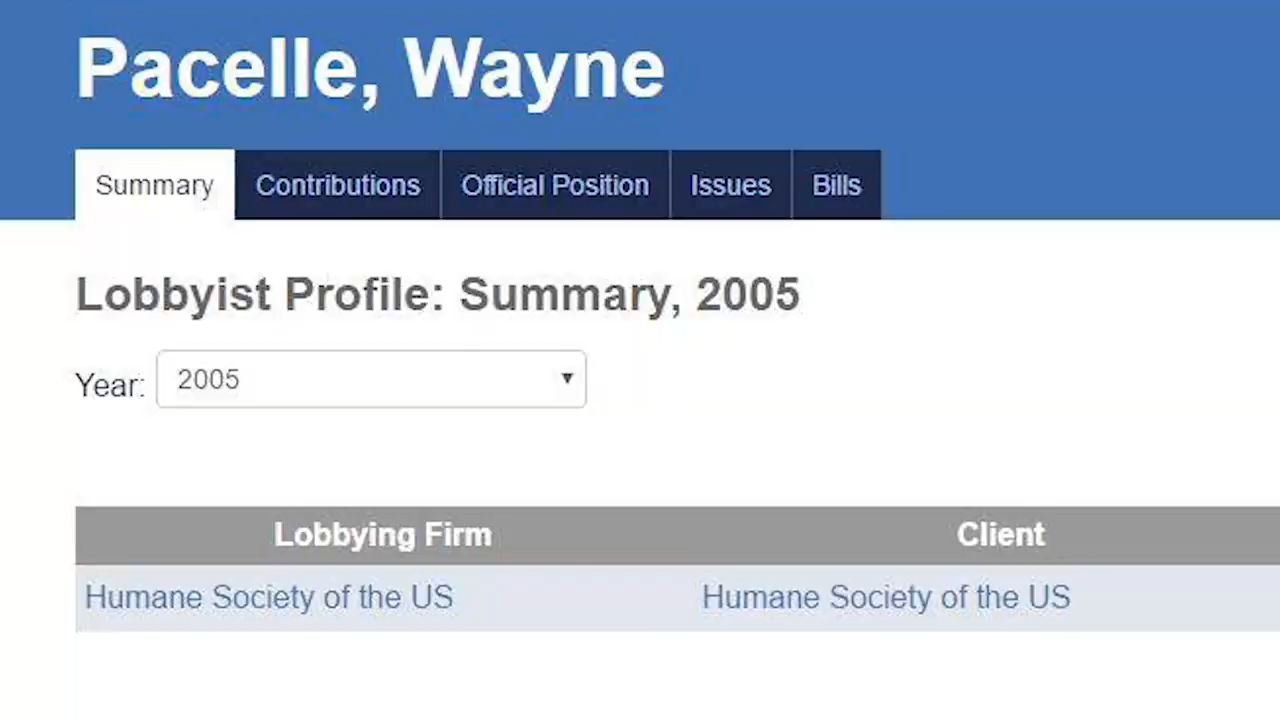 Pacelle, Wayne
Summary Contributions Official Position Issues Bills
Lobbyist Profile: Summary, 2005
Year: 2005
Lobbying Firm Client
Humane Society of the US Humane Society of the US